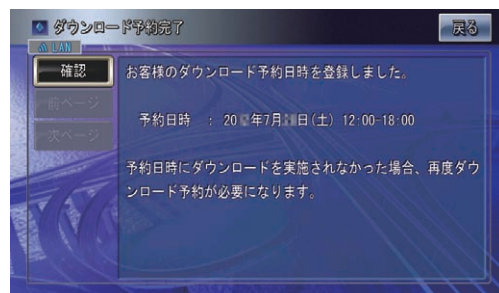 ダウンロード予約完了
戻る
LAN
確認
前ページ
次ページ
お客様のダウンロード予約日時を登録しました。
予約日時 : 20 年7月 日(土) 12:00-18:00
予約日時にダウンロードを実施されなかった場合、再度ダウ
ンロード予約が必要になります。